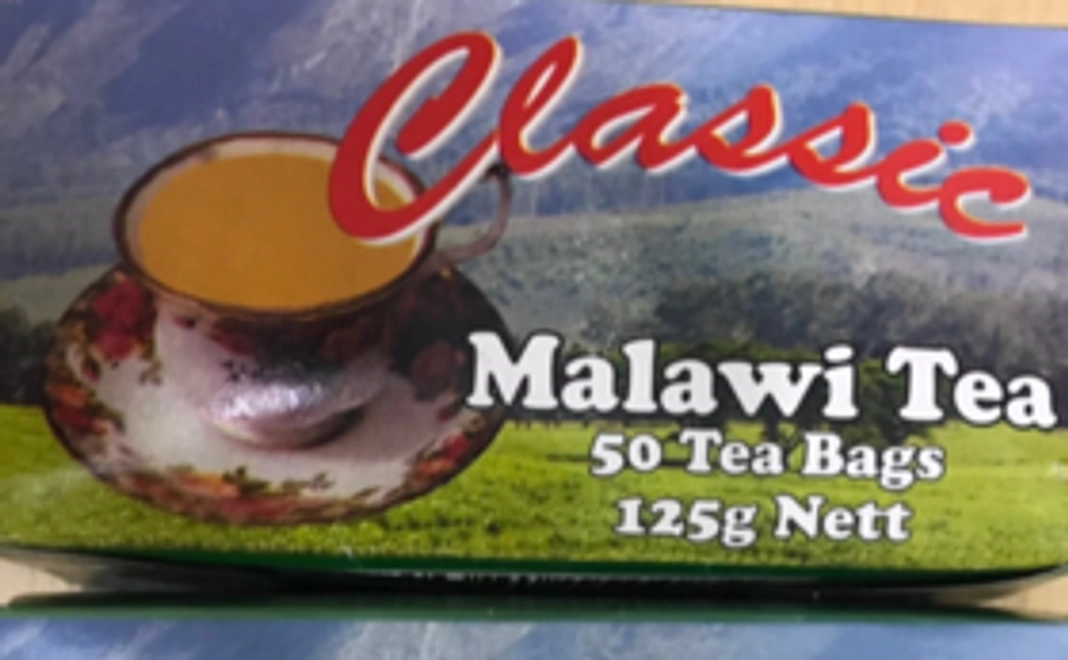 Classic
Malawi Tea
50 Tea Bags
125g Nett